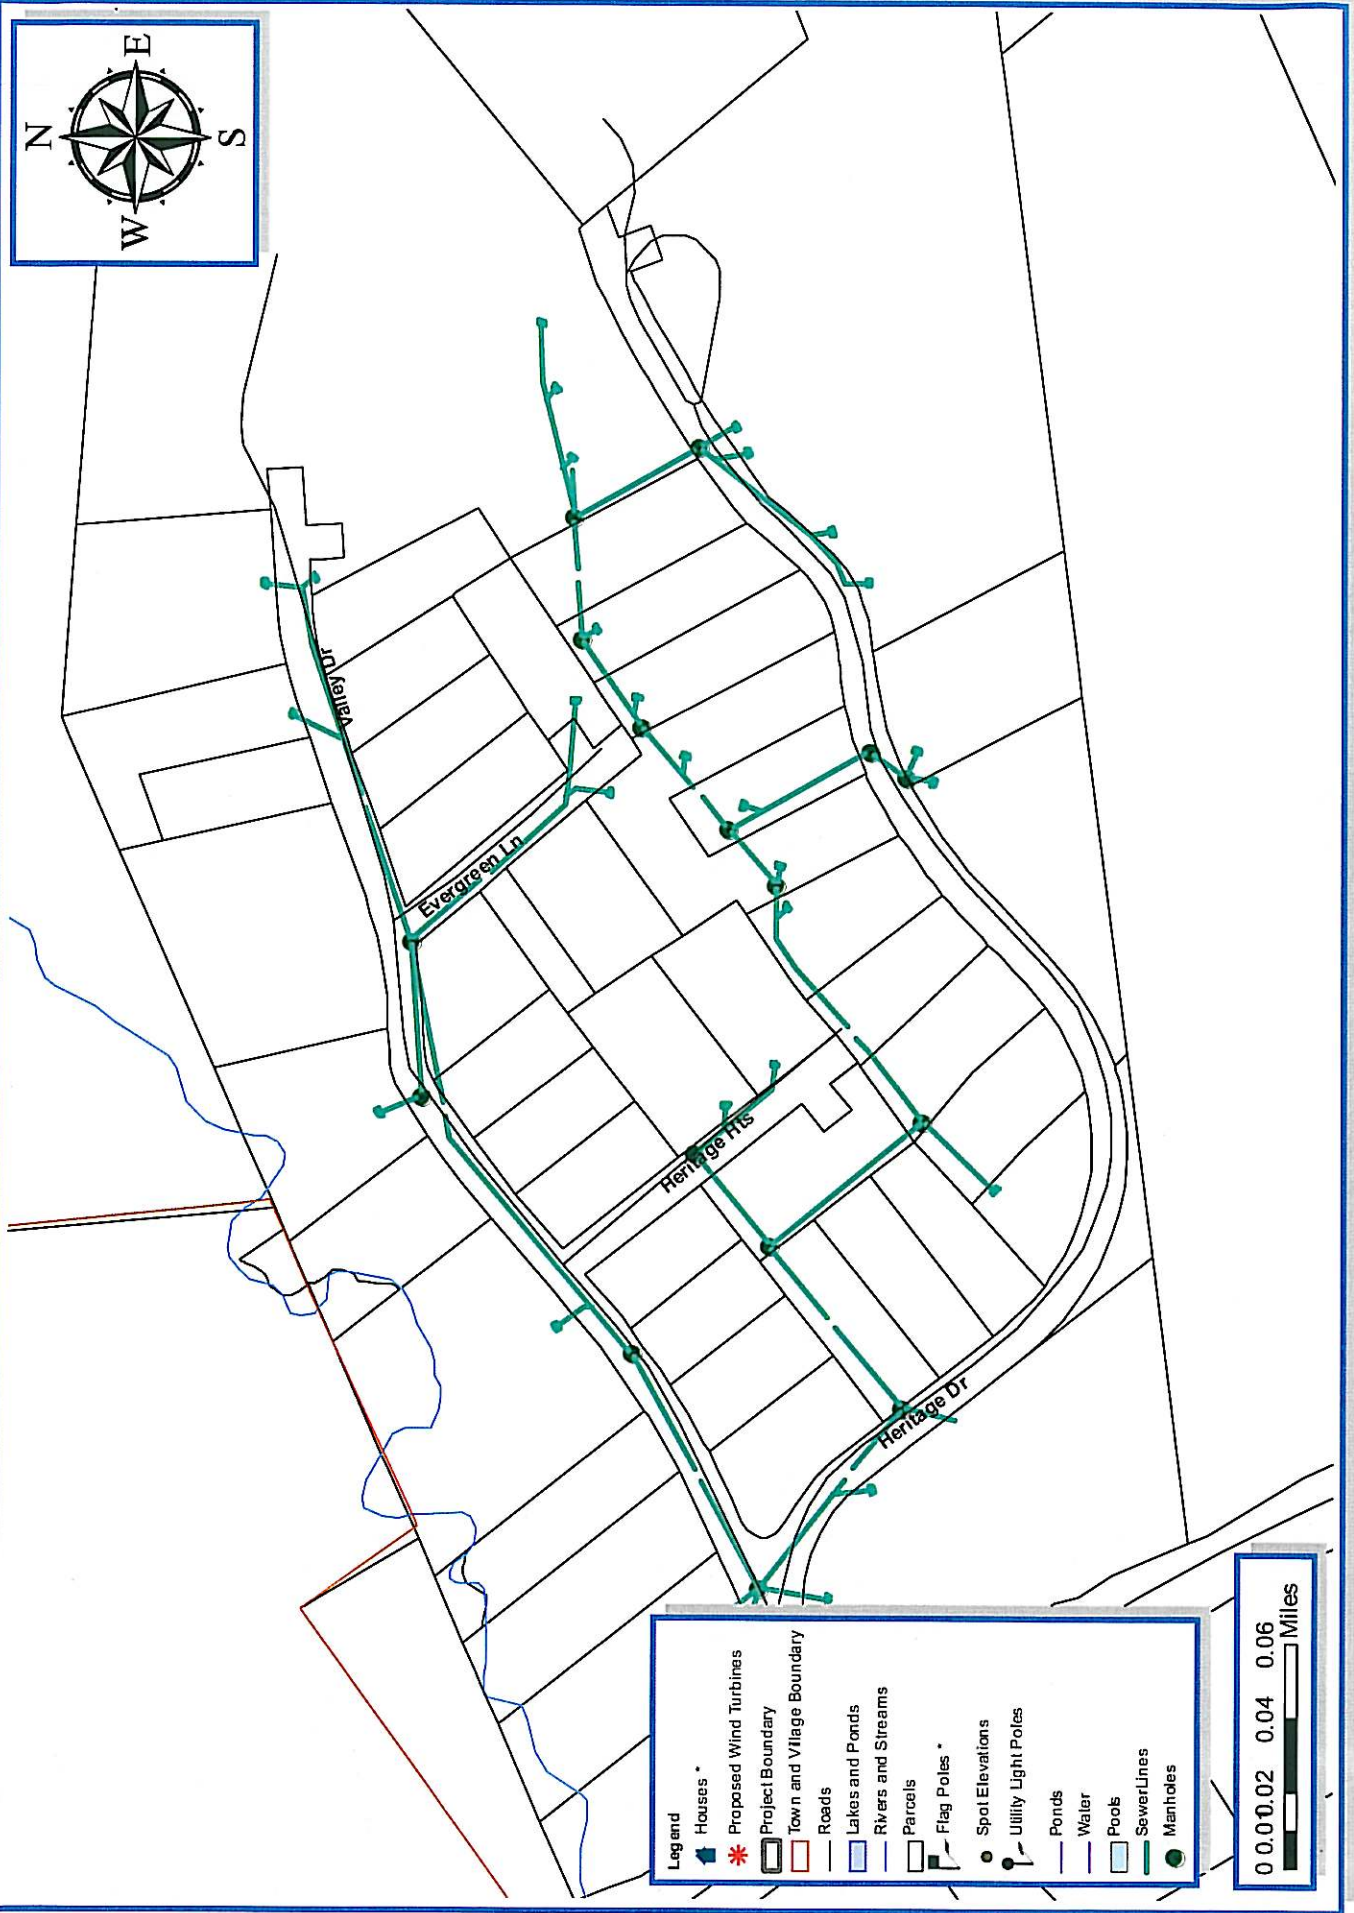 N
E
W
S
Valley Dr
Evergreen Ln
Heritage Hts
Heritage Dr
Legend
Houses *
Proposed Wind Turbines
Project Boundary
Town and Village Boundary
Roads
Lakes and Ponds
Rivers and Streams
Parcels
Flag Poles *
Spot Elevations
Utility Light Poles
Ponds
Water
Pools
SewerLines
Manholes
0 0.01 0.02 0.04 0.06
Miles